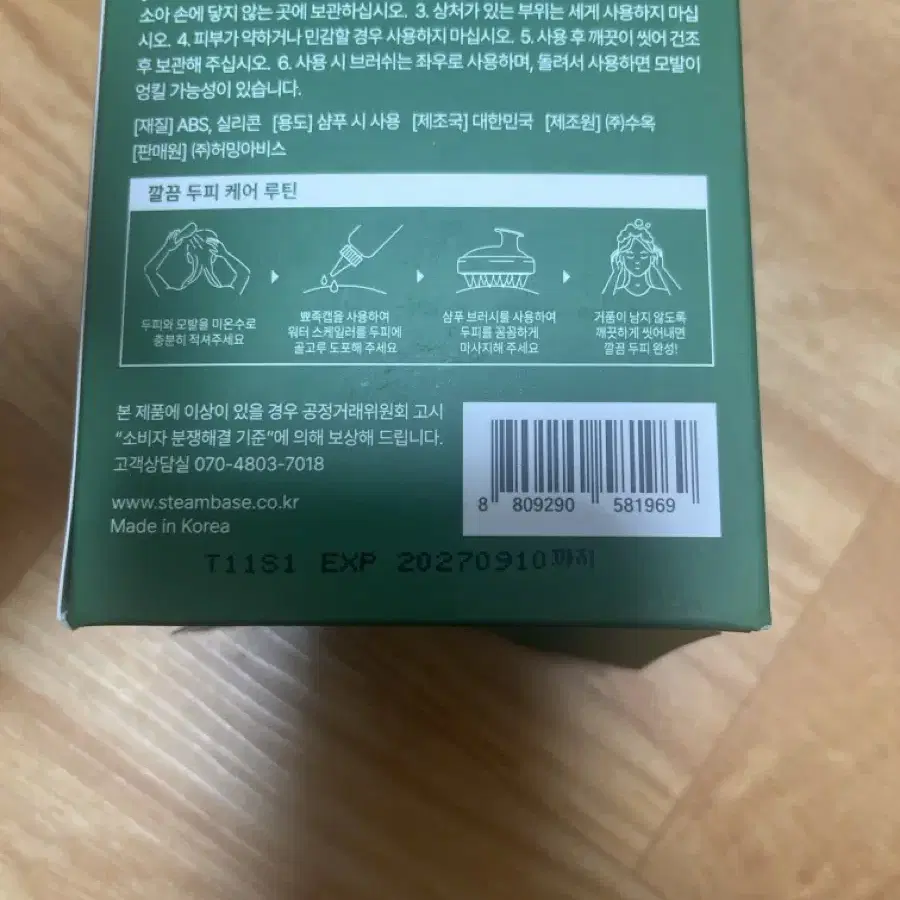 소아 손에 닿지 않는 곳에 보관하십시오. 3. 상처가 있는 부위는 세게 사용하지 마십
시오. 4. 피부가 약하거나 민감할 경우 사용하지 마십시오. 5. 사용 후 깨끗이 씻어 건조
후 보관해 주십시오. 6. 사용 시 브러쉬는 좌우로 사용하며, 돌려서 사용하면 모발이
엉킬 가능성이 있습니다.
[재질] ABS, 실리콘 [용도] 샴푸 시 사용 [제조국] 대한민국 [제조원] ㈜수옥
[판매원] ㈜허밍아비스
깔끔 두피 케어 루틴
두피와 모발을 미온수로
충분히 적셔주세요
뾰족캡을 사용하여
워터 스케일러를 두피에
골고루 도포해 주세요
샴푸 브러시를 사용하여
두피를 꼼꼼하게
마사지해 주세요
거품이 남지 않도록
깨끗하게 씻어내면
깔끔 두피 완성!
본 제품에 이상이 있을 경우 공정거래위원회 고시
“소비자 분쟁해결 기준”에 의해 보상해 드립니다.
고객상담실 070-4803-7018
www.steambase.co.kr
Made in Korea
8 809290 581969
T11S1 EXP 20270910까지